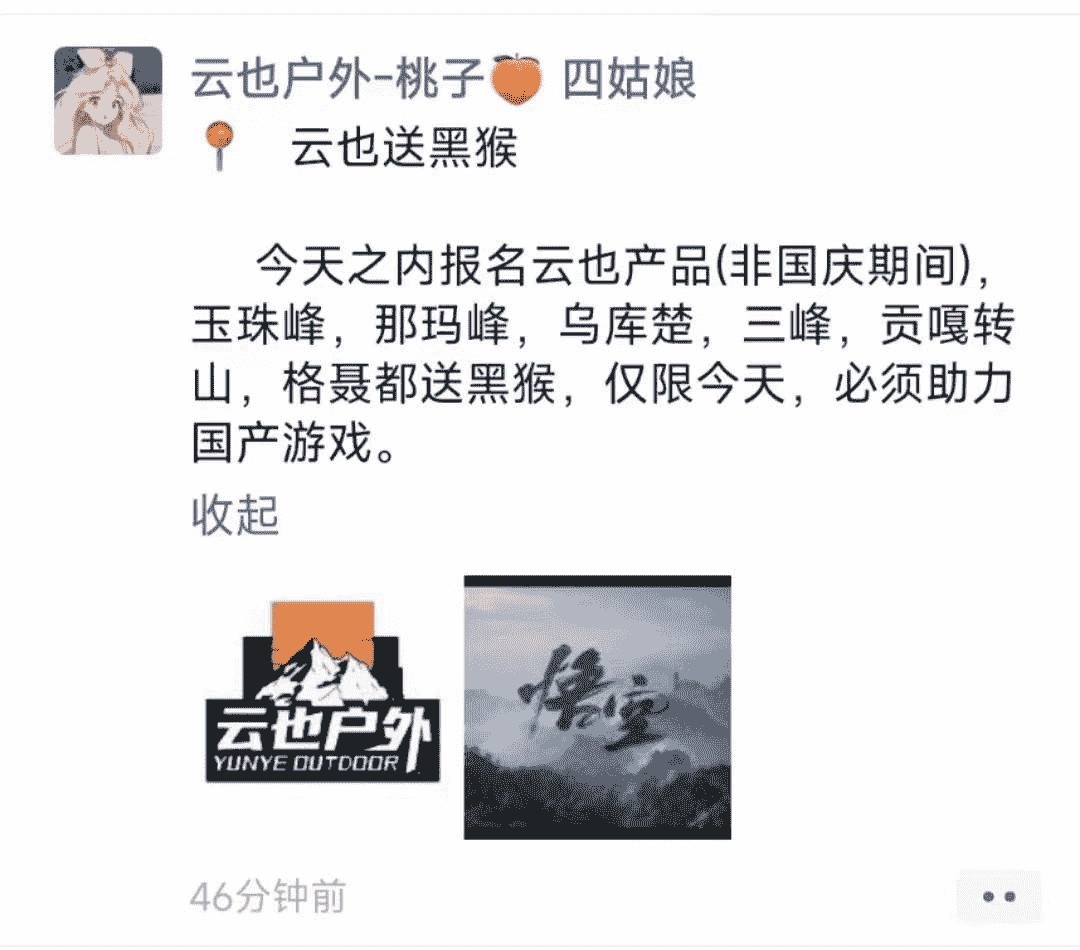 云也户外-桃子🍑 四姑娘
📍 云也送黑猴
今天之内报名云也产品(非国庆期间),
玉珠峰，那玛峰，乌库楚，三峰，贡嘎转
山，格聂都送黑猴，仅限今天，必须助力
国产游戏。
收起
云也户外
YUNYE OUTDOOR
悟空
46分钟前